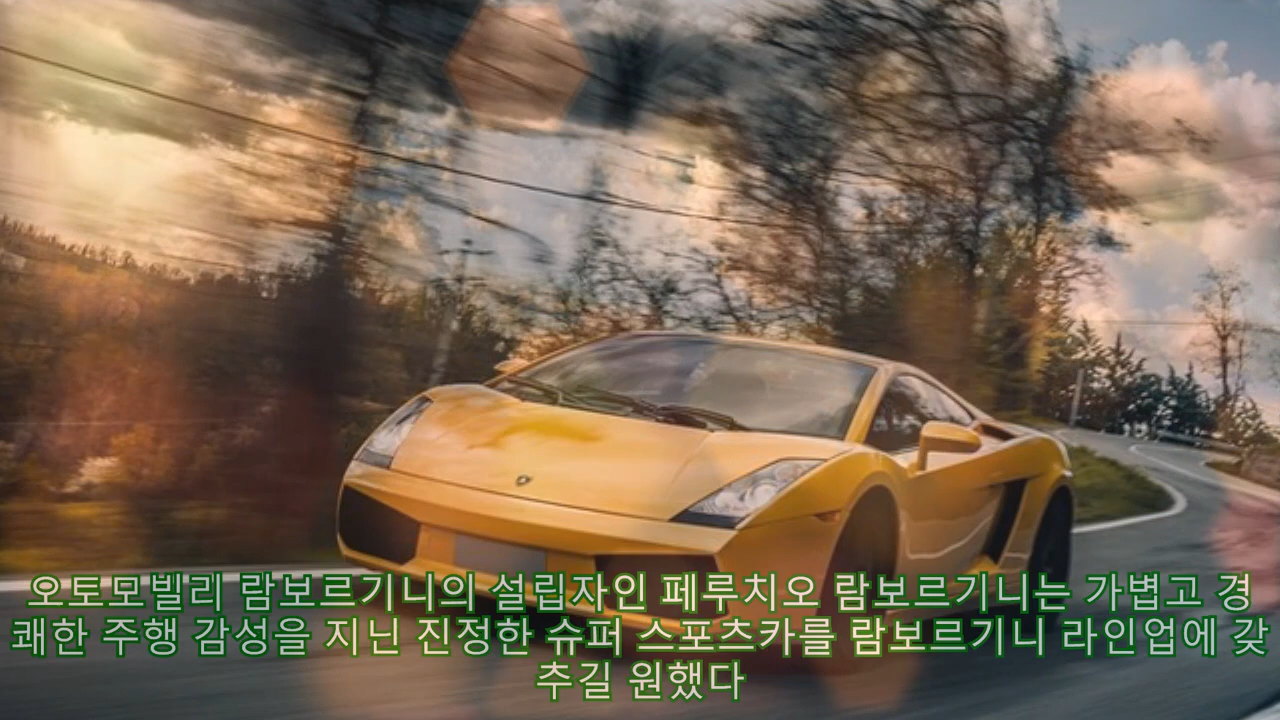 오토모빌리 람보르기니의 설립자인 페루치오 람보르기니는 가볍고 경
쾌한 주행 감성을 지닌 진정한 슈퍼 스포츠카를 람보르기니 라인업에 갖
추길 원했다